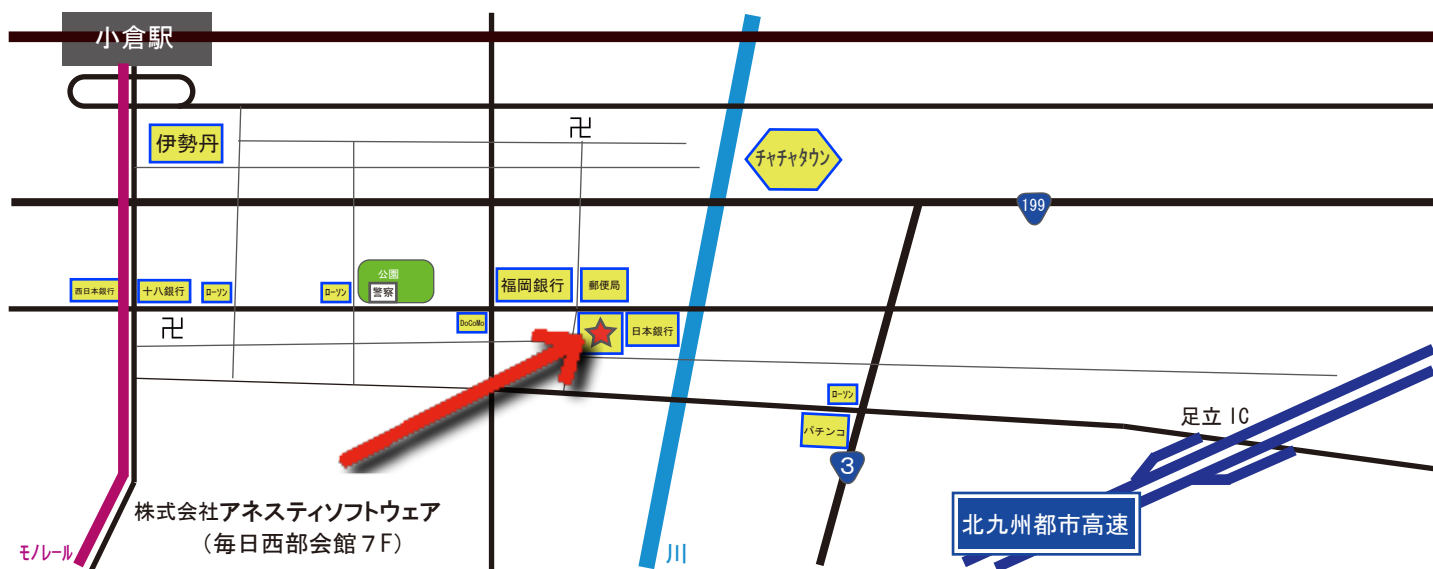 小倉駅
伊勢丹
卍
チャチャタウン
199
西日本銀行
十八銀行
ローソン
ローソン
公園
警察
福岡銀行
郵便局
卍
DoCoMo
日本銀行
ローソン
パチンコ
足立 IC
3
株式会社アネスティソフトウェア
(毎日西部会館7F)
北九州都市高速
モノレール
川